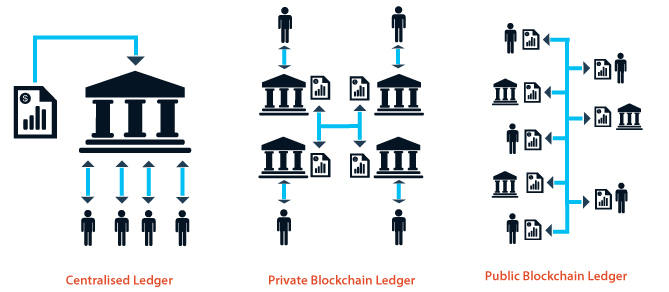 $
Centralised Ledger
Private Blockchain Ledger
Public Blockchain Ledger